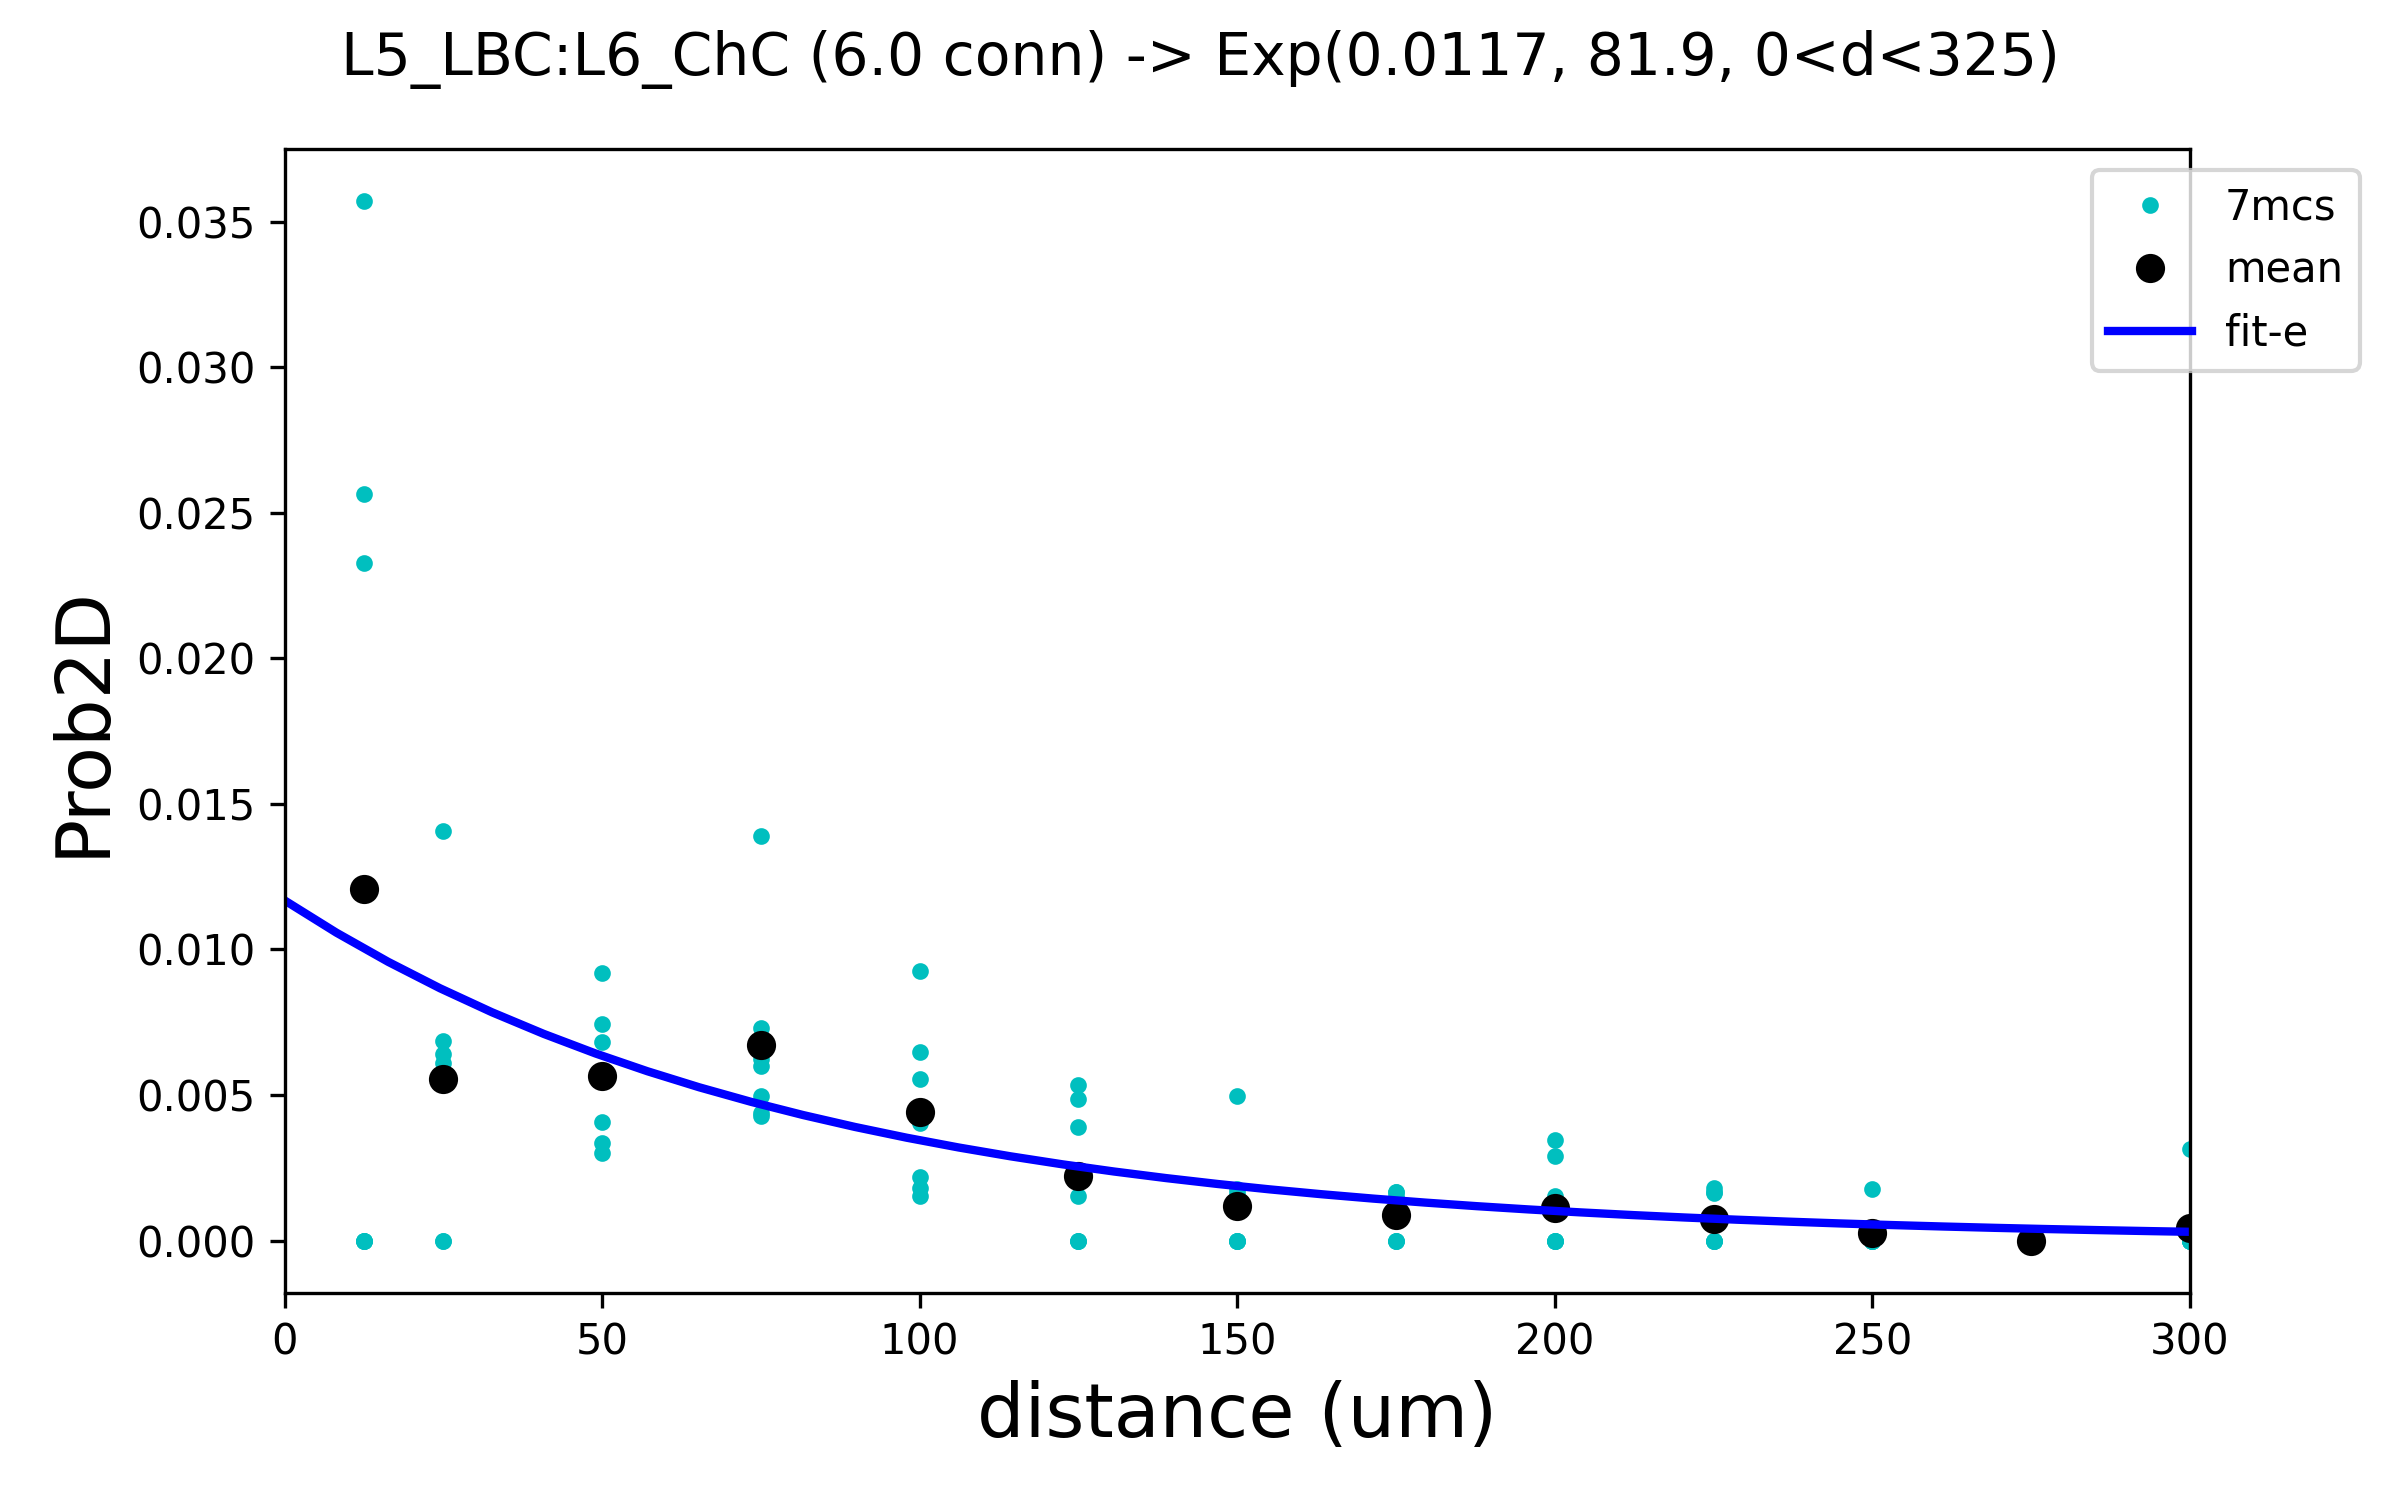 L5_LBC:L6_ChC (6.0 conn) -> Exp(0.0117, 81.9, 0<d<325)
7mcs
mean
fit-e
Prob2D
0.035
0.030
0.025
0.020
0.015
0.010
0.005
0.000
0 50 100 150 200 250 300
distance (um)